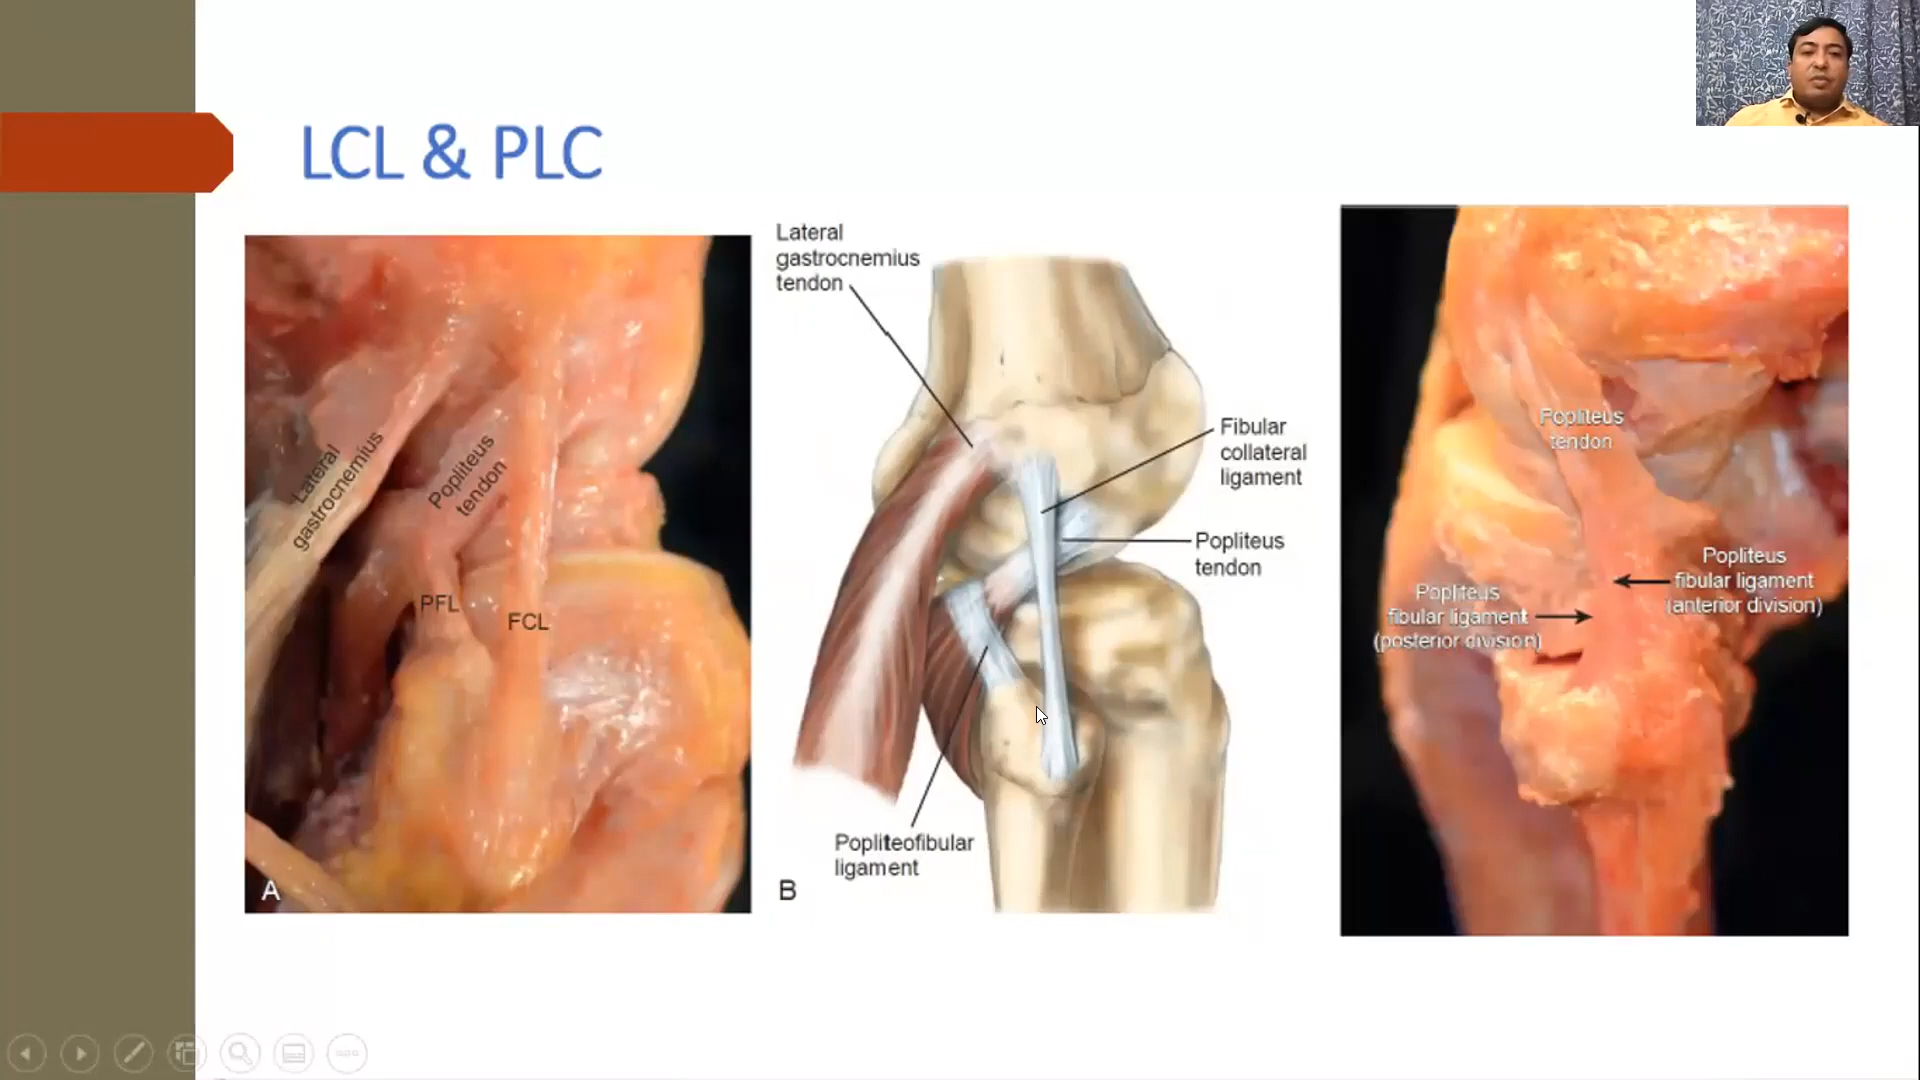 LCL & PLC
Lateral
gastrocnemius
Popliteus
tendon
PFL
FCL
A
Lateral
gastrocnemius
tendon
Fibular
collateral
ligament
Popliteus
tendon
Popliteofibular
ligament
B
Popliteus
tendon
Popliteus
fibular ligament
(anterior division)
Popliteus
fibular ligament
(posterior division)